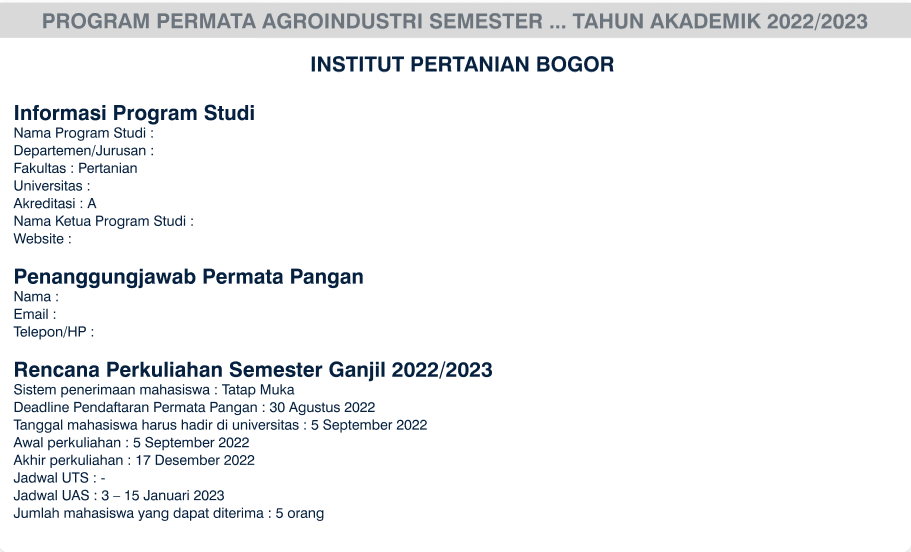 PROGRAM PERMATA AGROINDUSTRI SEMESTER ... TAHUN AKADEMIK 2022/2023
INSTITUT PERTANIAN BOGOR
Informasi Program Studi
Nama Program Studi :
Departemen/Jurusan :
Fakultas : Pertanian
Universitas :
Akreditasi : A
Nama Ketua Program Studi :
Website :
Penanggungjawab Permata Pangan
Nama :
Email :
Telepon/HP :
Rencana Perkuliahan Semester Ganjil 2022/2023
Sistem penerimaan mahasiswa : Tatap Muka
Deadline Pendaftaran Permata Pangan : 30 Agustus 2022
Tanggal mahasiswa harus hadir di universitas : 5 September 2022
Awal perkuliahan : 5 September 2022
Akhir perkuliahan : 17 Desember 2022
Jadwal UTS : -
Jadwal UAS : 3 – 15 Januari 2023
Jumlah mahasiswa yang dapat diterima : 5 orang